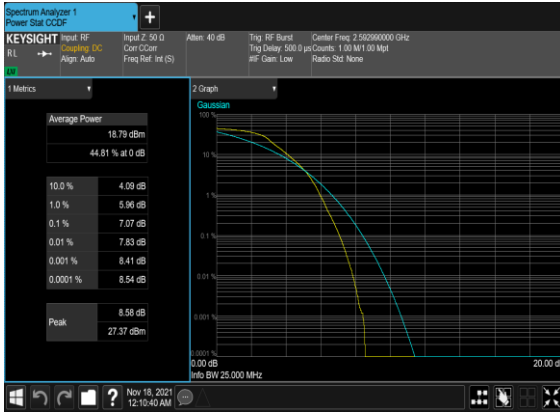 Spectrum Analyzer 1
Power Stat CCDF
KEYSIGHT
RL
LV
Input: RF
Coupling: DC
Align: Auto
Input Z: 50 Ω
Corr CCorr
Freq Ref: Int (S)
Atten: 40 dB
Trig: RF Burst
Trig Delay: 500.0 µs
#IF Gain: Low
Center Freq: 2.592990000 GHz
Counts: 1.00 M/1.00 Mpt
Radio Std: None
1 Metrics
Average Power
18.79 dBm
44.81 % at 0 dB
10.0 % 4.09 dB
1.0 % 5.96 dB
0.1 % 7.07 dB
0.01 % 7.83 dB
0.001 % 8.41 dB
0.0001 % 8.54 dB
Peak
8.58 dB
27.37 dBm
2 Graph
Gaussian
100 %
10 %
1 %
0.1 %
0.01 %
0.001 %
0.0001 %
0.00 dB
20.00 d
Info BW 25.000 MHz
?
Nov 18, 2021
12:10:40 AM